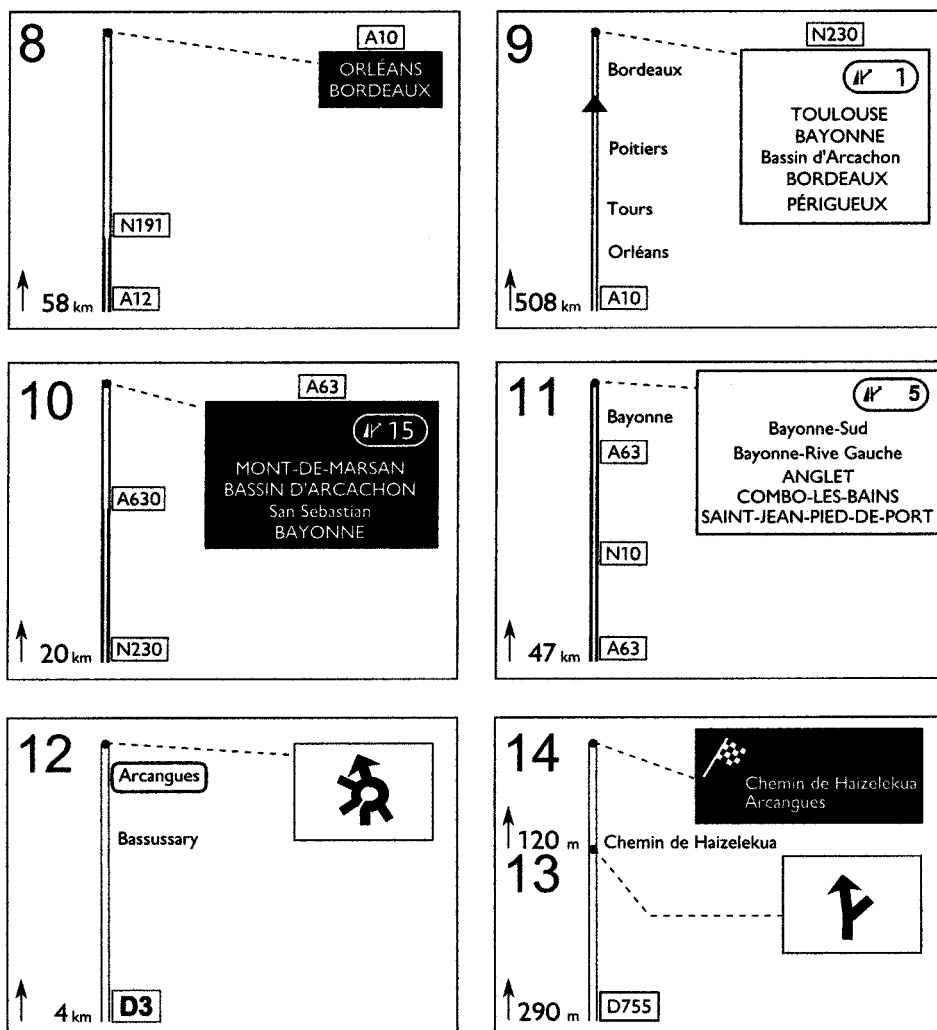 8
A10
ORLÉANS
BORDEAUX
N191
58 km
A12
9
N230
1
Bordeaux
TOULOUSE
BAYONNE
Bassin d'Arcachon
BORDEAUX
PÉRIGUEUX
Poitiers
Tours
Orléans
508 km
A10
10
A63
15
MONT-DE-MARSAN
BASSIN D'ARCACHON
San Sebastian
BAYONNE
A630
20 km
N230
11
5
Bayonne
Bayonne-Sud
Bayonne-Rive Gauche
ANGLET
COMBO-LES-BAINS
SAINT-JEAN-PIED-DE-PORT
A63
N10
47 km
A63
12
Arcangues
Bassussary
4 km
D3
14
Chemin de Haizelekua
Arcangues
120 m
Chemin de Haizelekua
13
290 m
D755